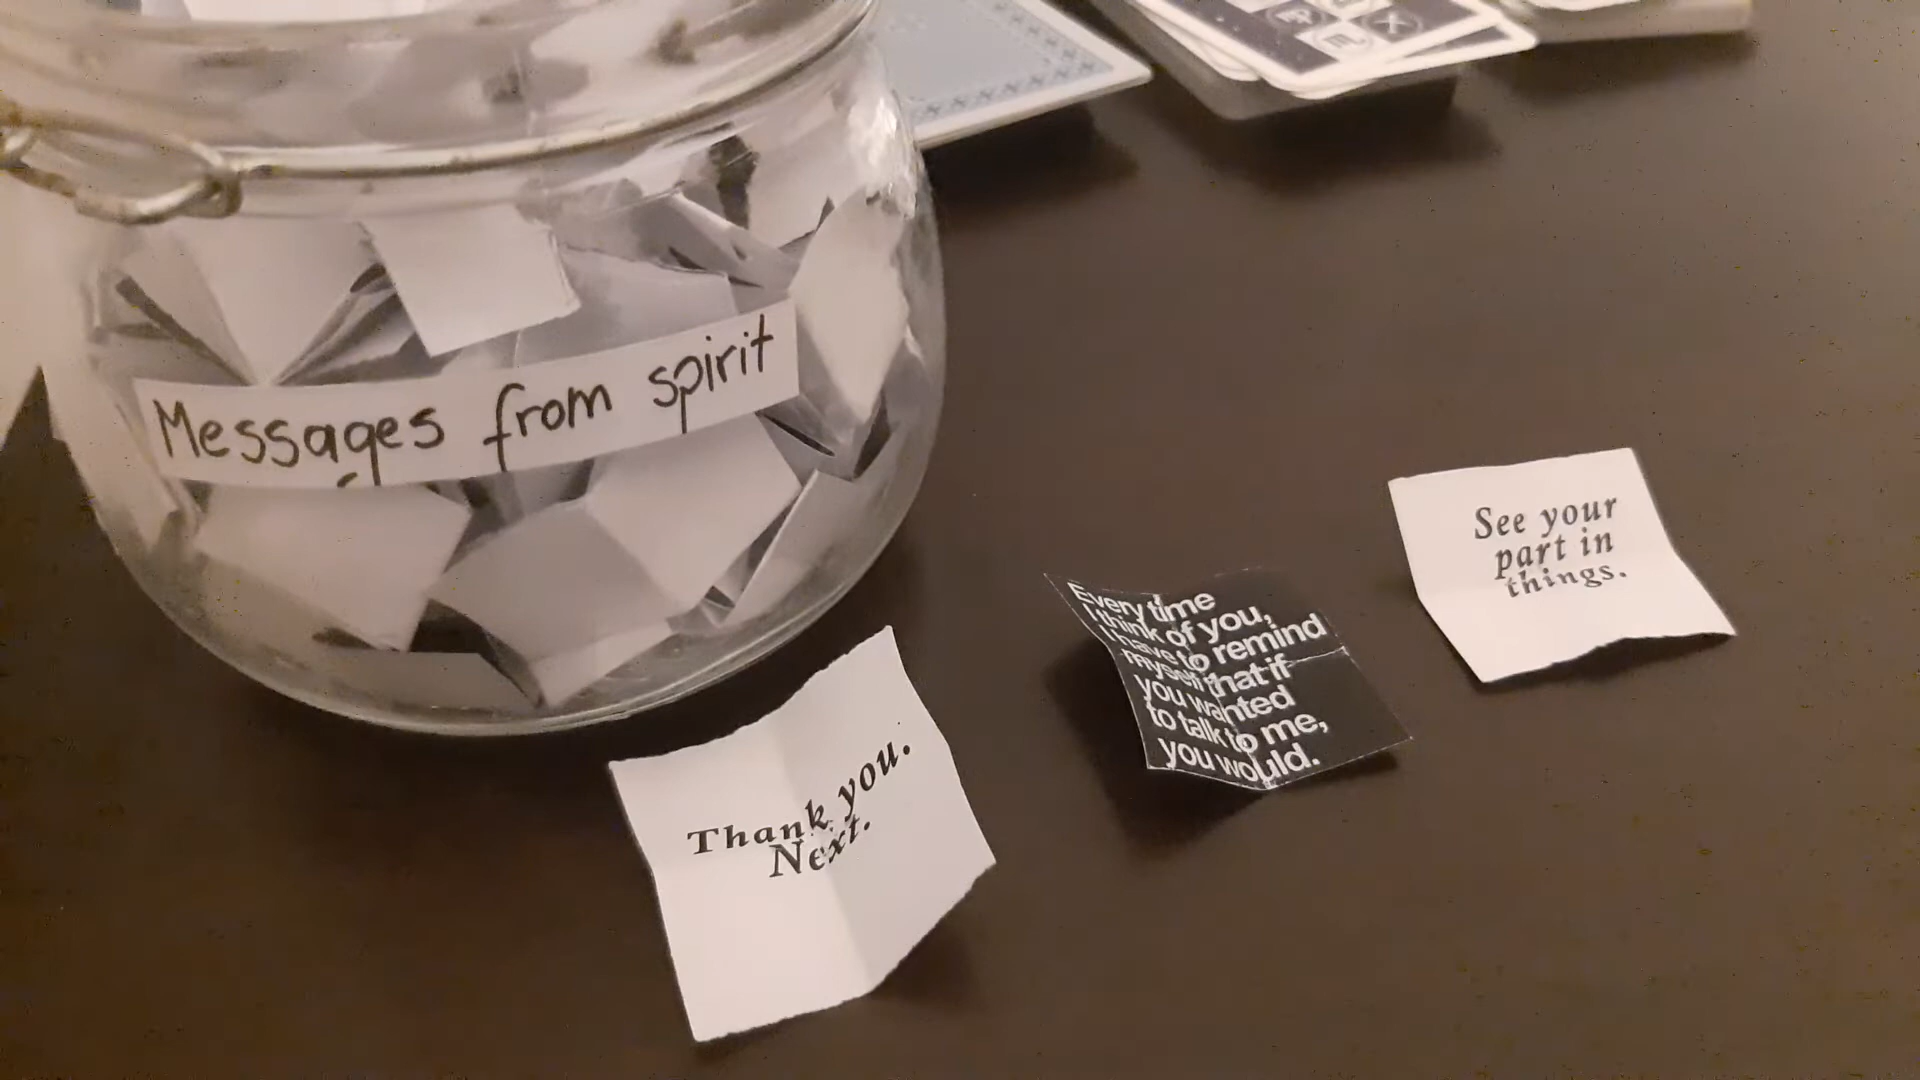 Messages from spirit
Thank you.
Next.
Every time
I think of you,
I have to remind
myself that if
you wanted
to talk to me,
you would.
See your
part in
things.